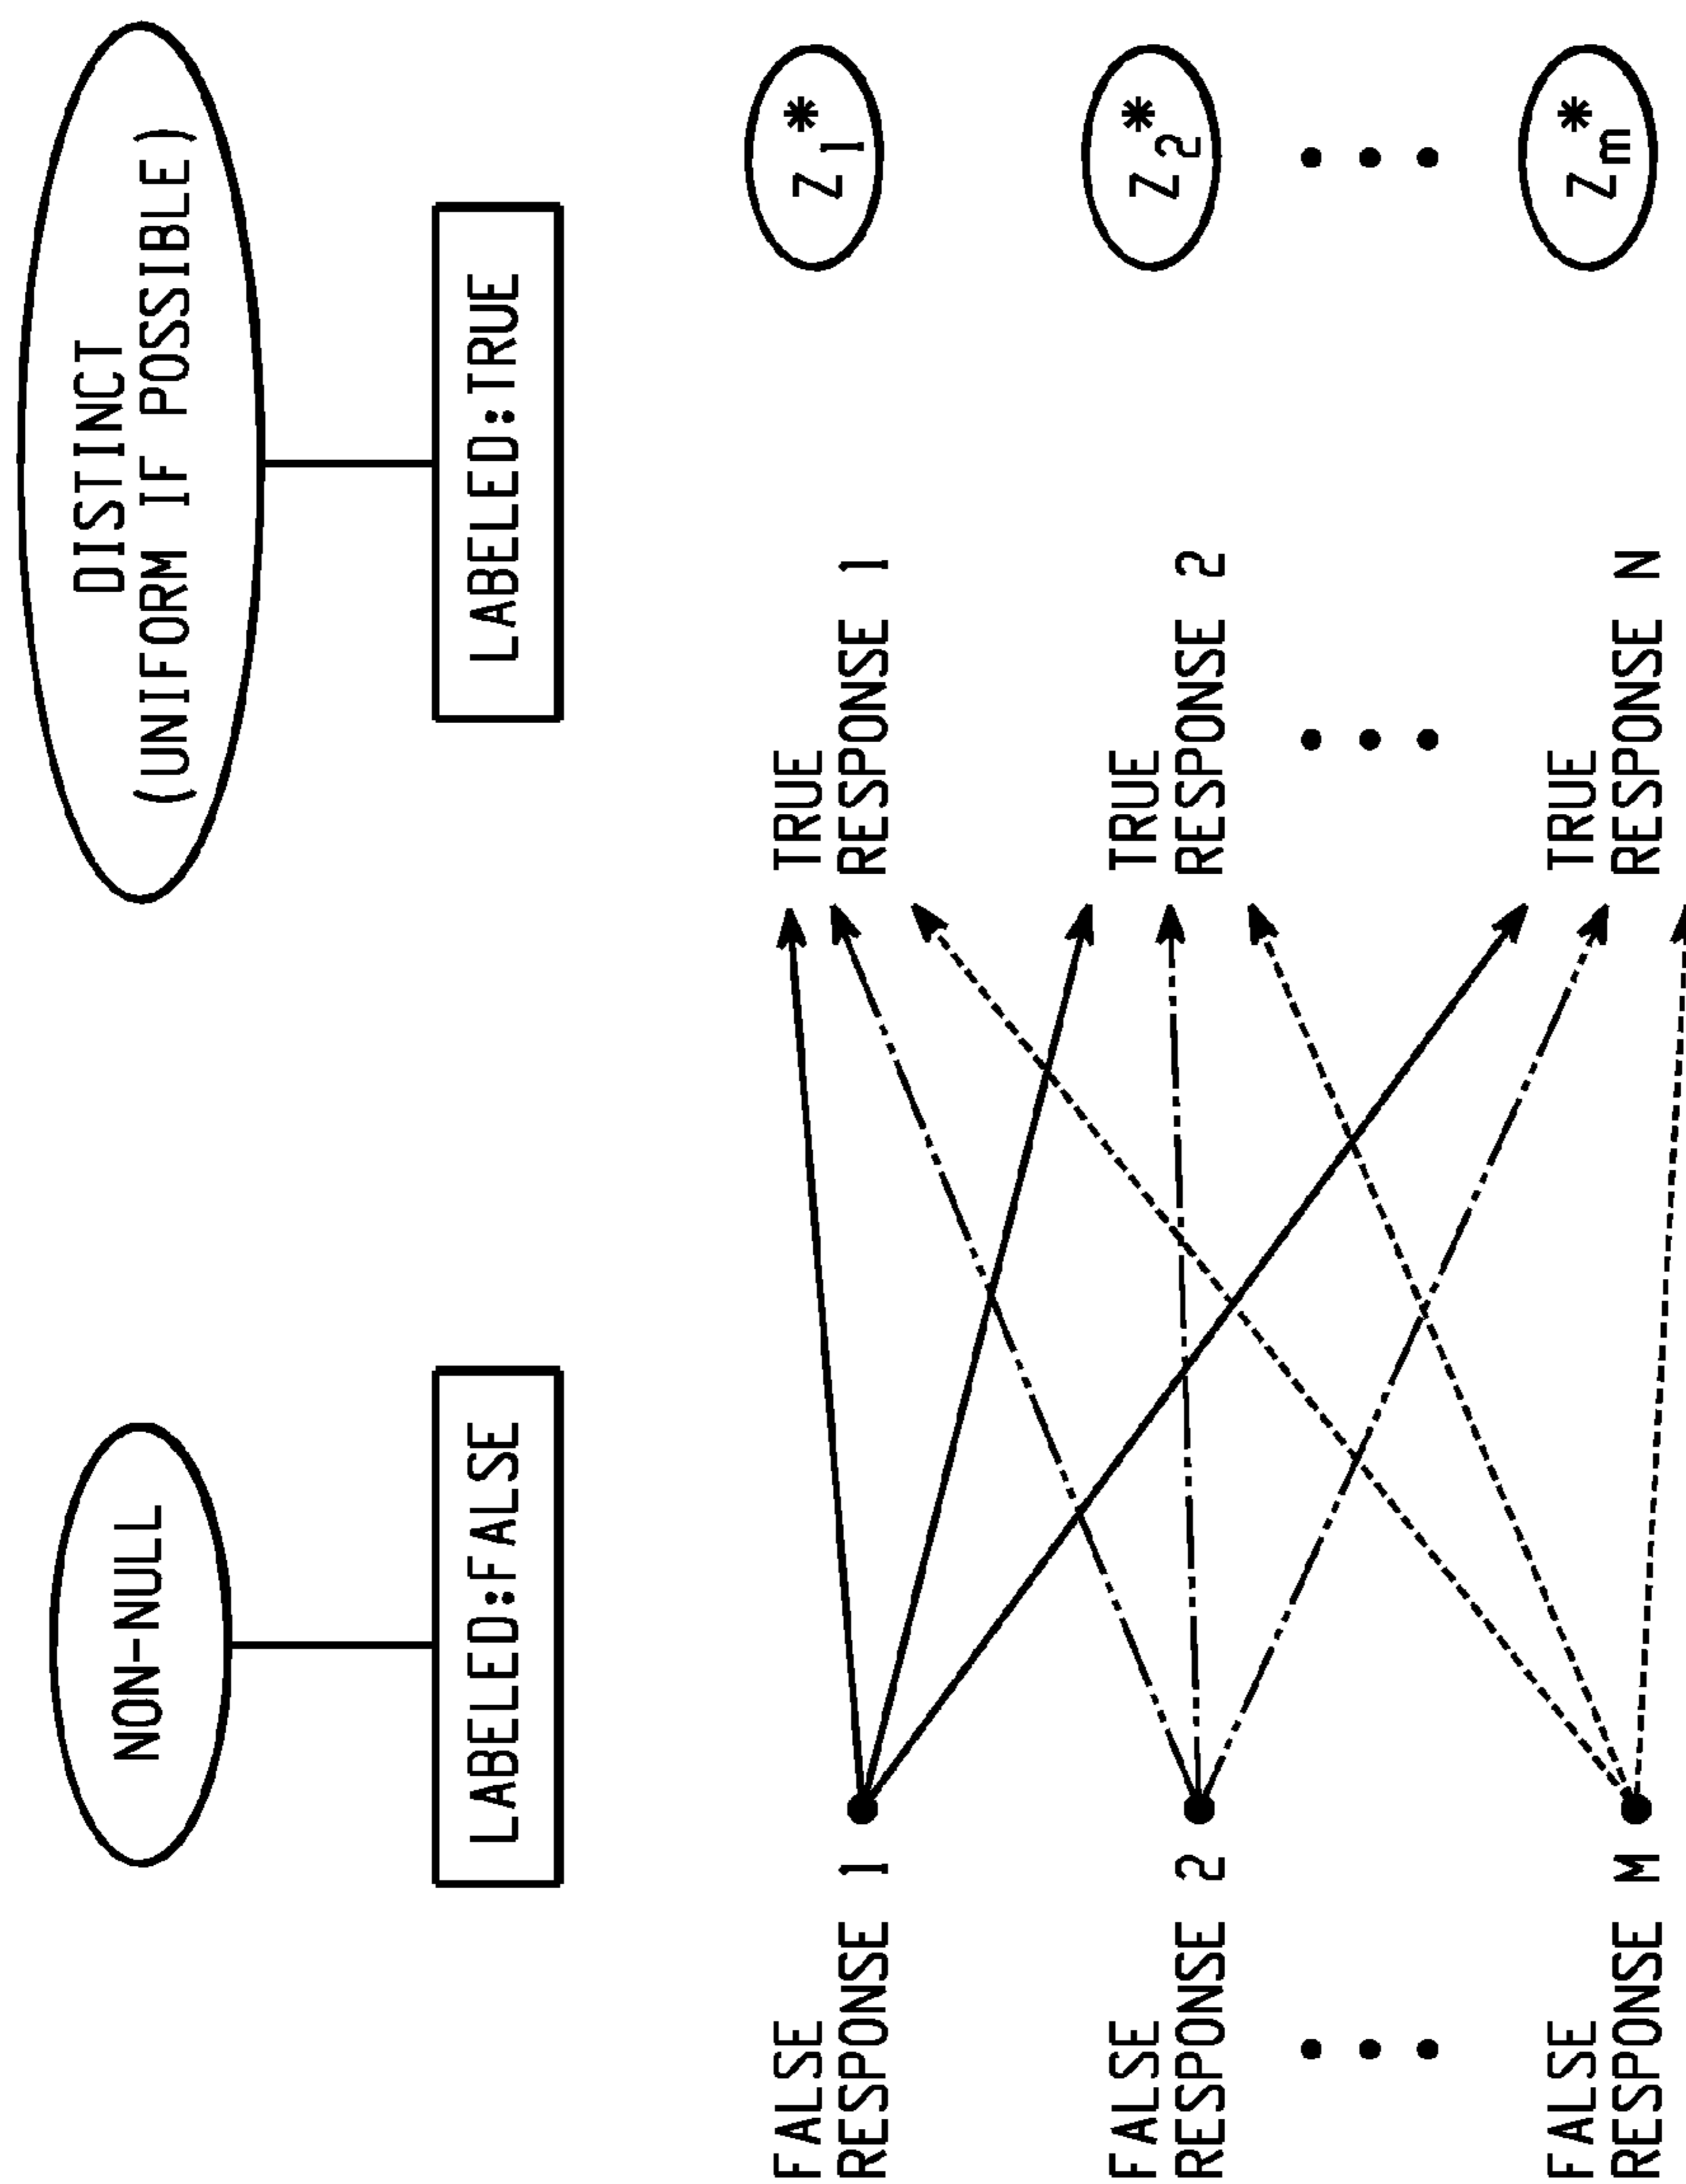 NON-NULL
DISTINCT
(UNIFORM IF POSSIBLE)
LABELED:FALSE
LABELED:TRUE
FALSE
RESPONSE 1
TRUE
RESPONSE 1
Z1*
FALSE
RESPONSE 2
TRUE
RESPONSE 2
Z2*
FALSE
RESPONSE M
TRUE
RESPONSE N
Zm*